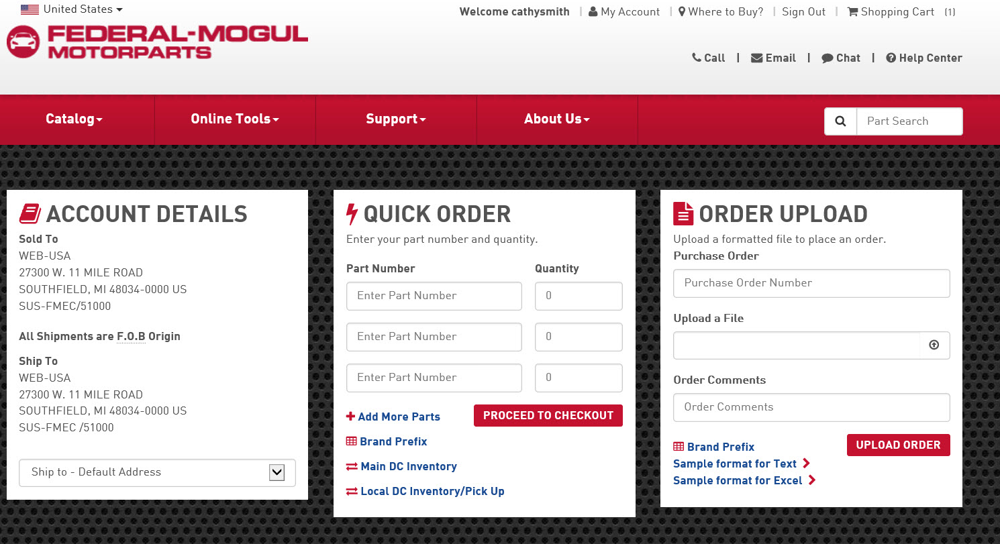 United States
Welcome cathysmith | My Account | Where to Buy? | Sign Out | Shopping Cart (1)
FEDERAL-MOGUL
MOTORPARTS
Call | Email | Chat | Help Center
Catalog Online Tools Support About Us Part Search
ACCOUNT DETAILS
Sold To
WEB-USA
27300 W. 11 MILE ROAD
SOUTHFIELD, MI 48034-0000 US
SUS-FMEC/51000
All Shipments are F.O.B Origin
Ship To
WEB-USA
27300 W. 11 MILE ROAD
SOUTHFIELD, MI 48034-0000 US
SUS-FMEC /51000
Ship to - Default Address
QUICK ORDER
Enter your part number and quantity.
Part Number Quantity
Enter Part Number 0
Enter Part Number 0
Enter Part Number 0
Add More Parts PROCEED TO CHECKOUT
Brand Prefix
Main DC Inventory
Local DC Inventory/Pick Up
ORDER UPLOAD
Upload a formatted file to place an order.
Purchase Order
Purchase Order Number
Upload a File
Order Comments
Order Comments
Brand Prefix UPLOAD ORDER
Sample format for Text
Sample format for Excel